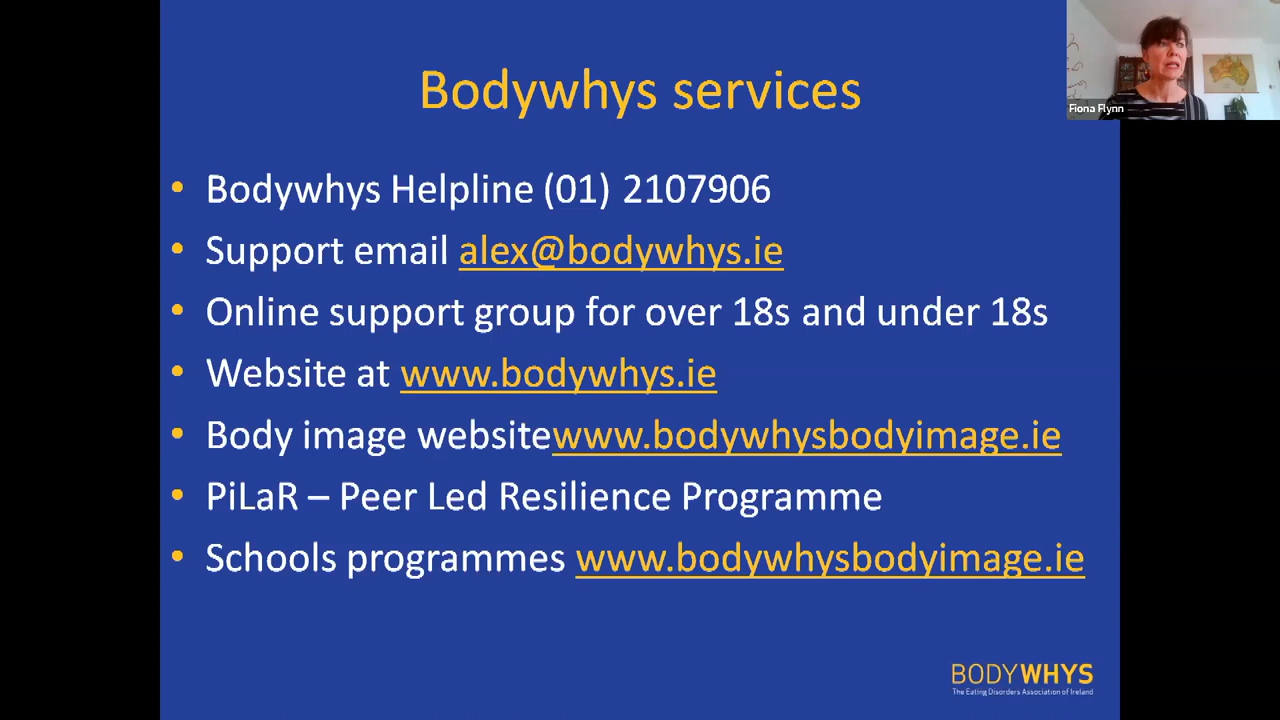 Bodywhys services
Fiona Flynn
• Bodywhys Helpline (01) 2107906
• Support email alex@bodywhys.ie
• Online support group for over 18s and under 18s
• Website at www.bodywhys.ie
• Body image websitewww.bodywhysbodyimage.ie
• PiLaR – Peer Led Resilience Programme
• Schools programmes www.bodywhysbodyimage.ie
BODYWHYS
The Eating Disorders Association of Ireland